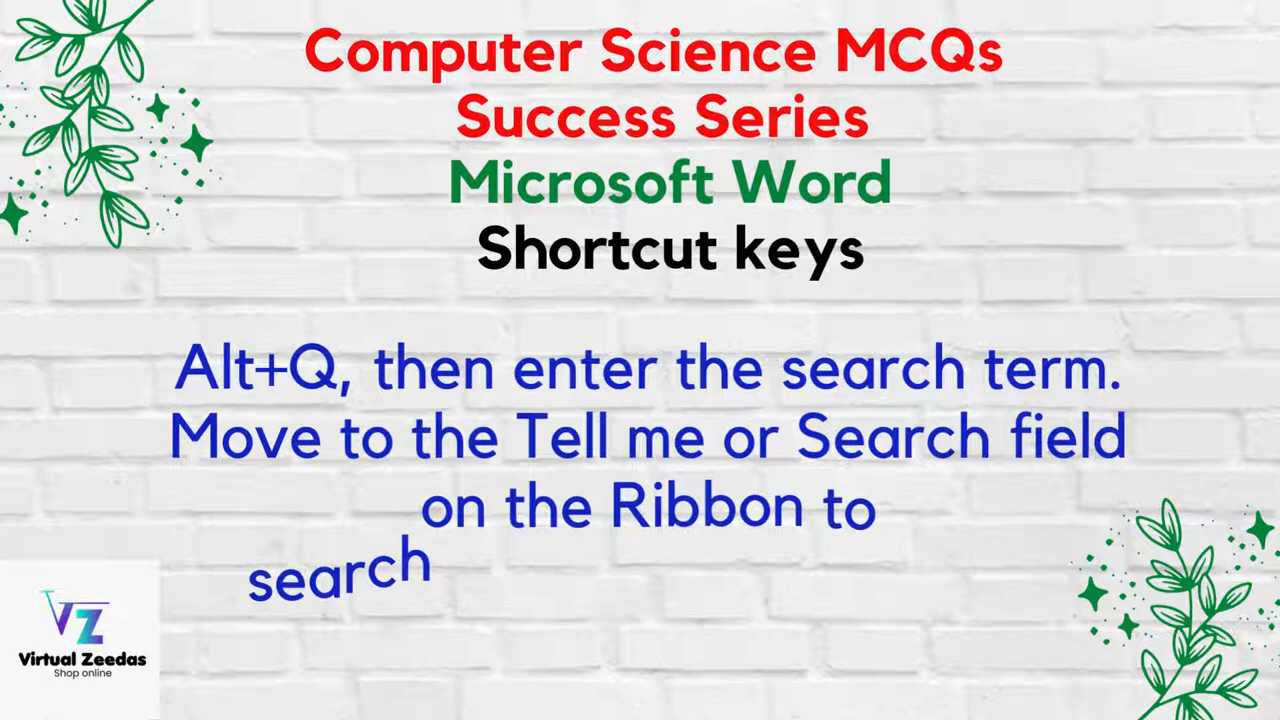 Computer Science MCQs
Success Series
Microsoft Word
Shortcut keys
Alt+Q, then enter the search term.
Move to the Tell me or Search field
on the Ribbon to
search
VZ
Virtual Zeedas
Shop online